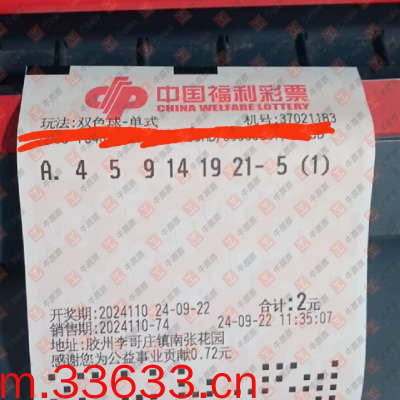 中国福利彩票
CHINA WELFARE LOTTERY
玩法:双色球-单式 机号:37021183
A. 4 5 9 14 19 21- 5 (1)
开奖期:2024110 24-09-22 合计:2元
销售期:2024110-74 24-09-22 11:35:07
地址:胶州李哥庄镇南张花园
感谢您为公益事业贡献0.72元
m.33633.cn